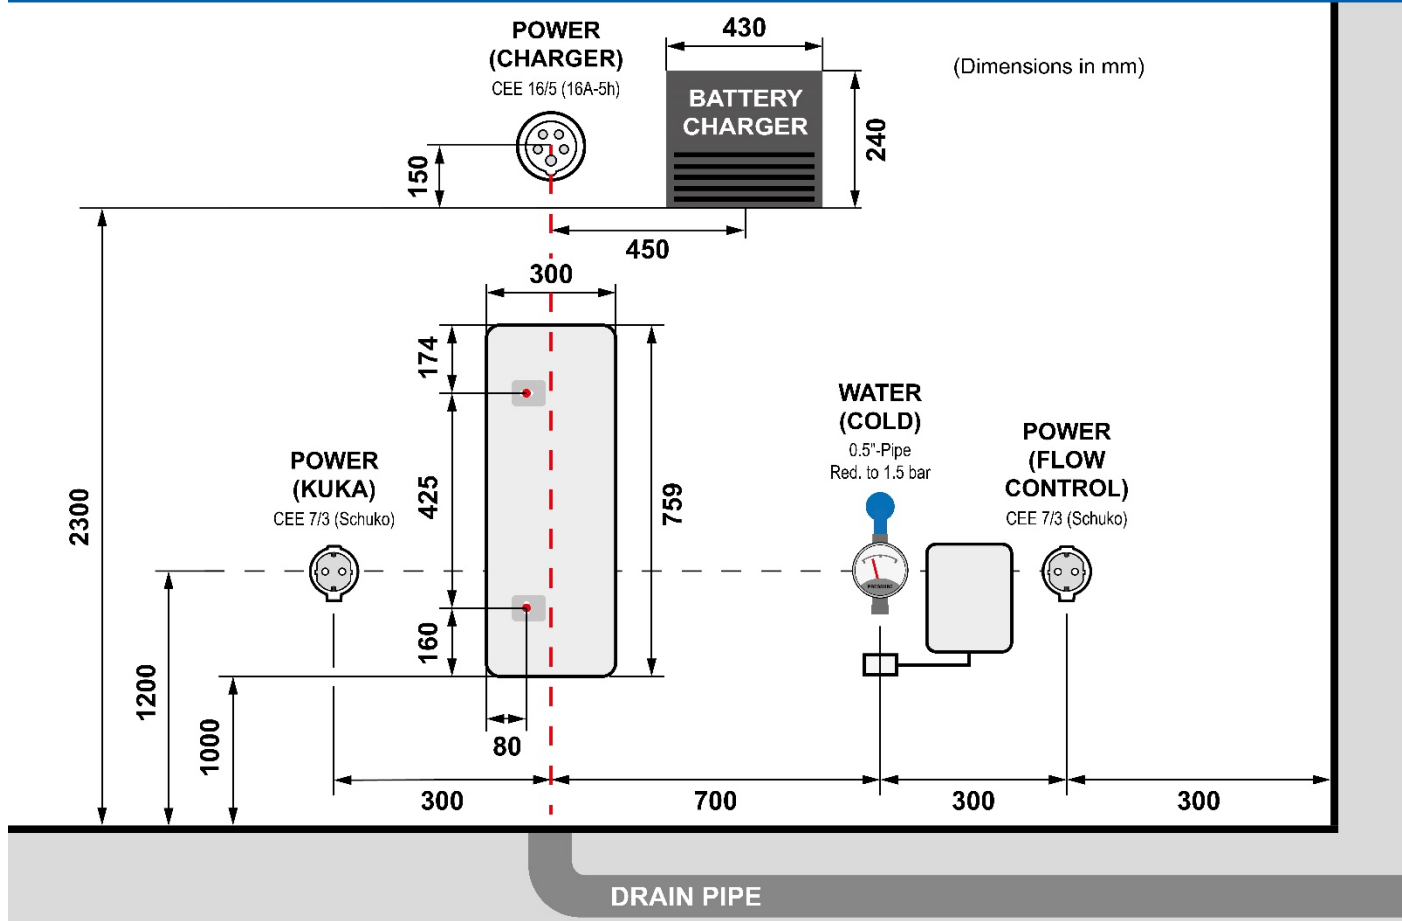 POWER
(CHARGER)
CEE 16/5 (16A-5h)
430
(Dimensions in mm)
BATTERY
CHARGER
240
150
450
300
174
425
160
759
80
POWER
(KUKA)
CEE 7/3 (Schuko)
WATER
(COLD)
0.5"-Pipe
Red. to 1.5 bar
POWER
(FLOW
CONTROL)
CEE 7/3 (Schuko)
2300
1200
1000
300
700
300
300
DRAIN PIPE